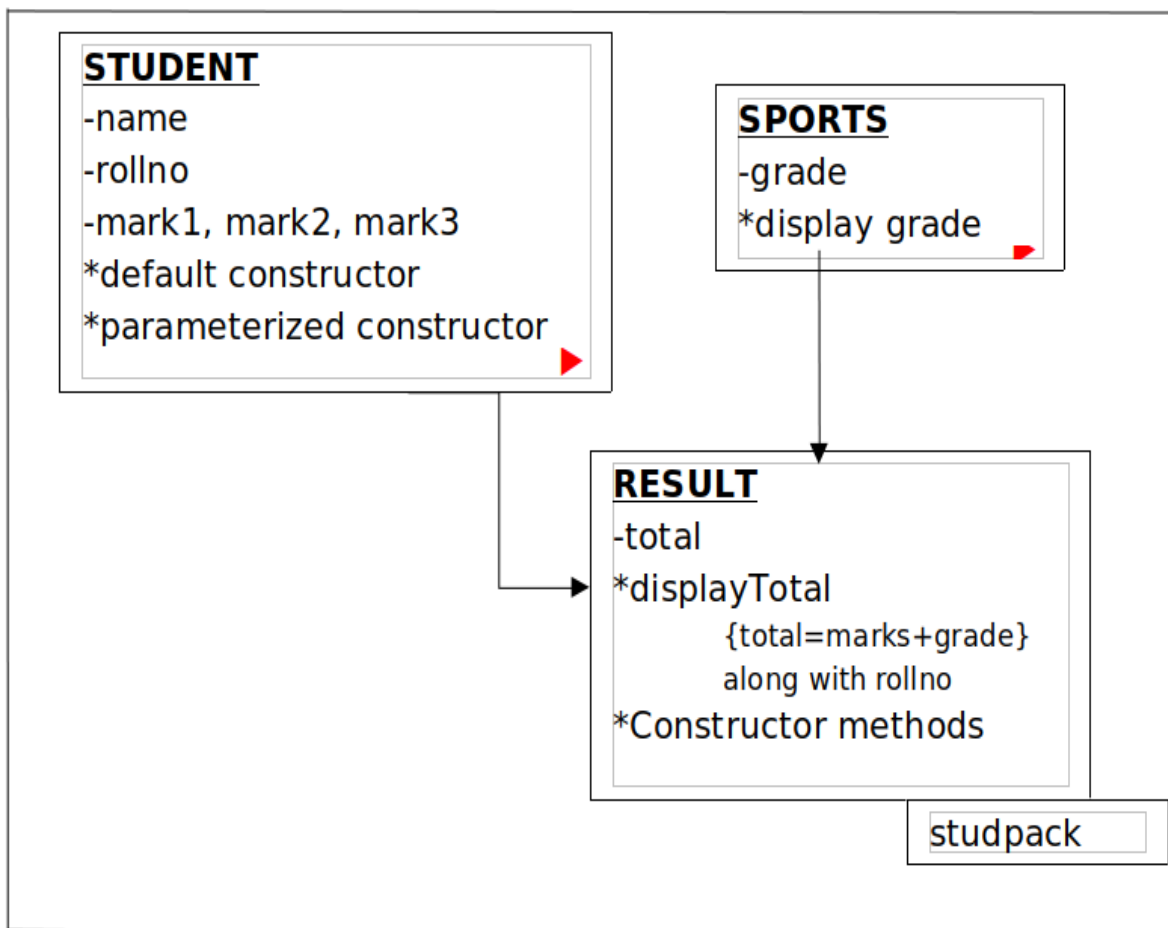 STUDENT
-name
-rollno
-mark1, mark2, mark3
*default constructor
*parameterized constructor
SPORTS
-grade
*display grade
RESULT
-total
*displayTotal
{total=marks+grade}
along with rollno
*Constructor methods
studpack